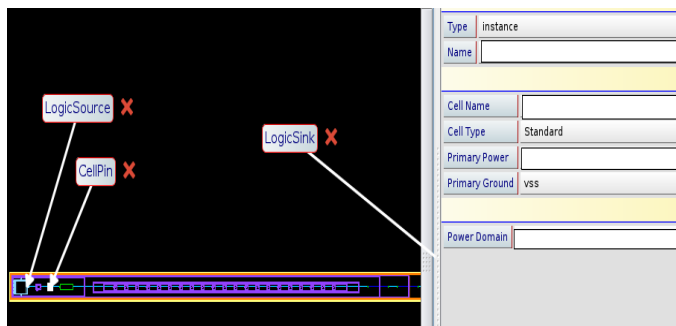 Type instance
Name
LogicSource
LogicSink
CellPin
Cell Name
Cell Type Standard
Primary Power
Primary Ground vss
Power Domain